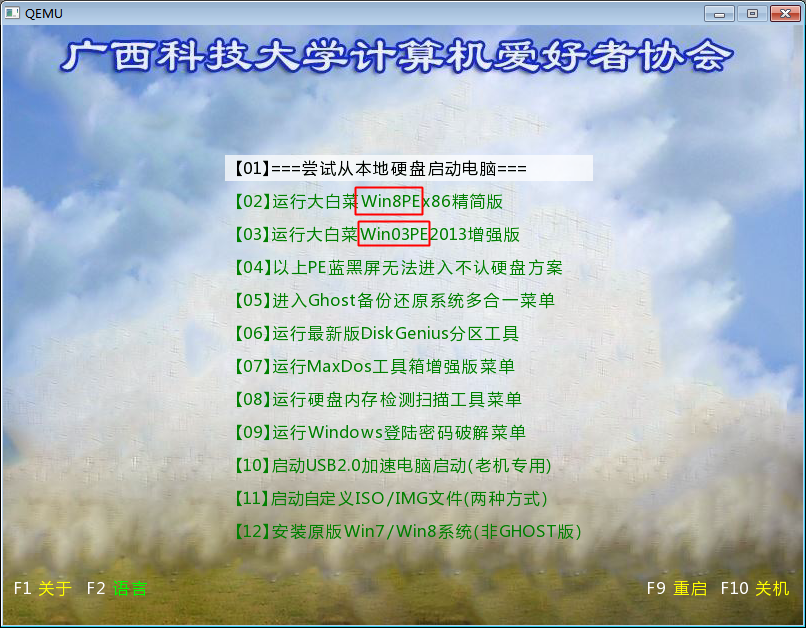 QEMU
广西科技大学计算机爱好者协会
【01】===尝试从本地硬盘启动电脑===
【02】运行大白菜Win8PEx86精简版
【03】运行大白菜Win03PE2013增强版
【04】以上PE蓝黑屏无法进入不认硬盘方案
【05】进入Ghost备份还原系统多合一菜单
【06】运行最新版DiskGenius分区工具
【07】运行MaxDos工具箱增强版菜单
【08】运行硬盘内存检测扫描工具菜单
【09】运行Windows登陆密码破解菜单
【10】启动USB2.0加速电脑启动(老机专用)
【11】启动自定义ISO/IMG文件(两种方式)
【12】安装原版Win7/Win8系统(非GHOST版)
F1 关于 F2 语言 F9 重启 F10 关机